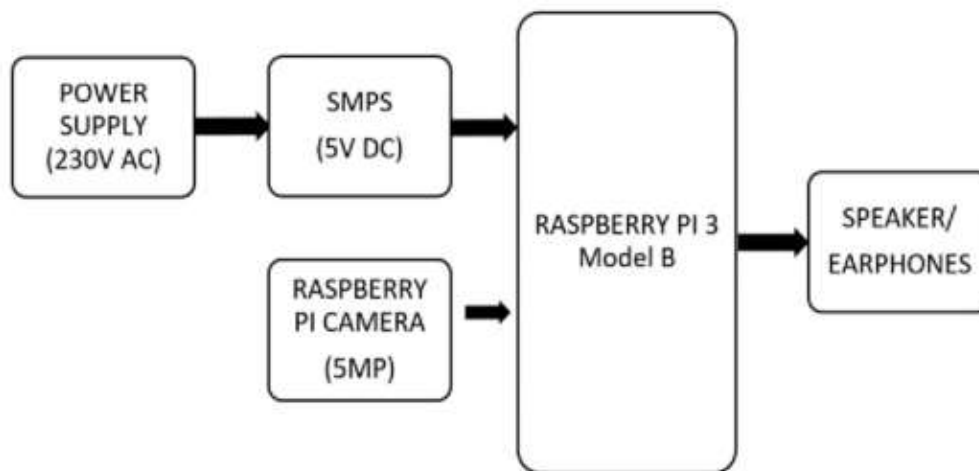 POWER
SUPPLY
(230V AC)
SMPS
(5V DC)
RASPBERRY
PI CAMERA
(5MP)
RASPBERRY PI 3
Model B
SPEAKER/
EARPHONES